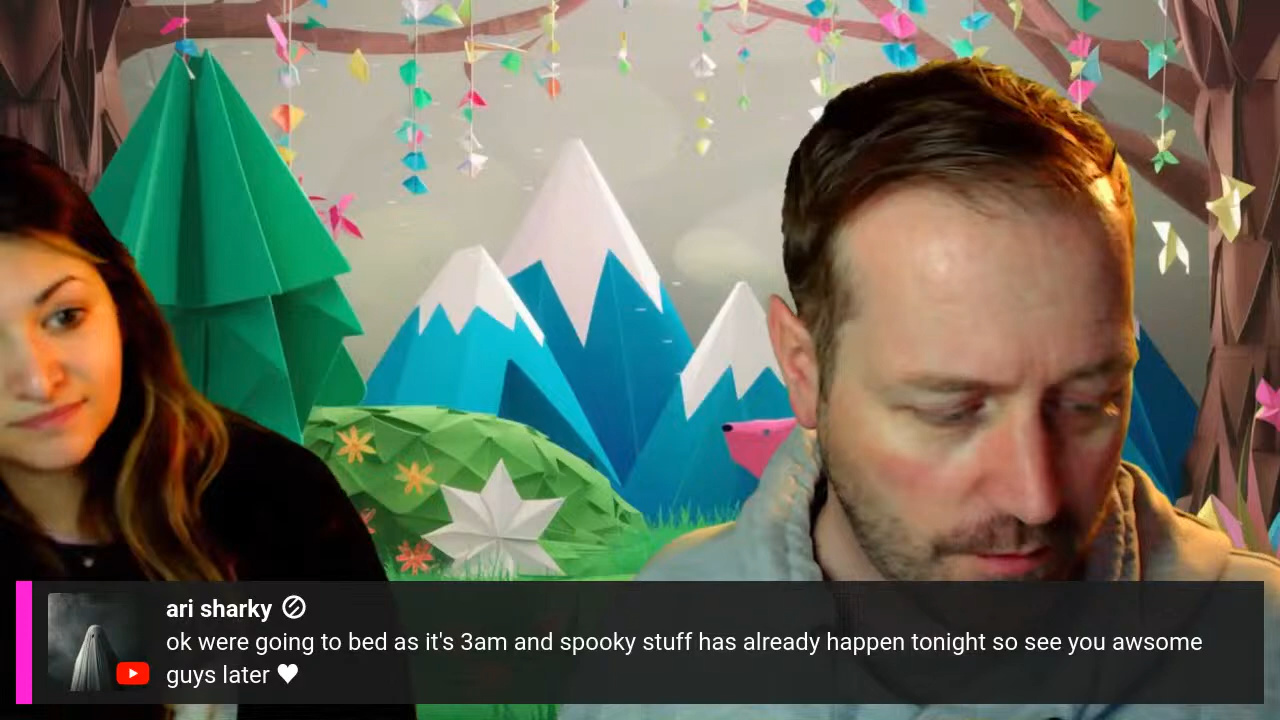 ari sharky
ok were going to bed as it's 3am and spooky stuff has already happen tonight so see you awsome
guys later ♥